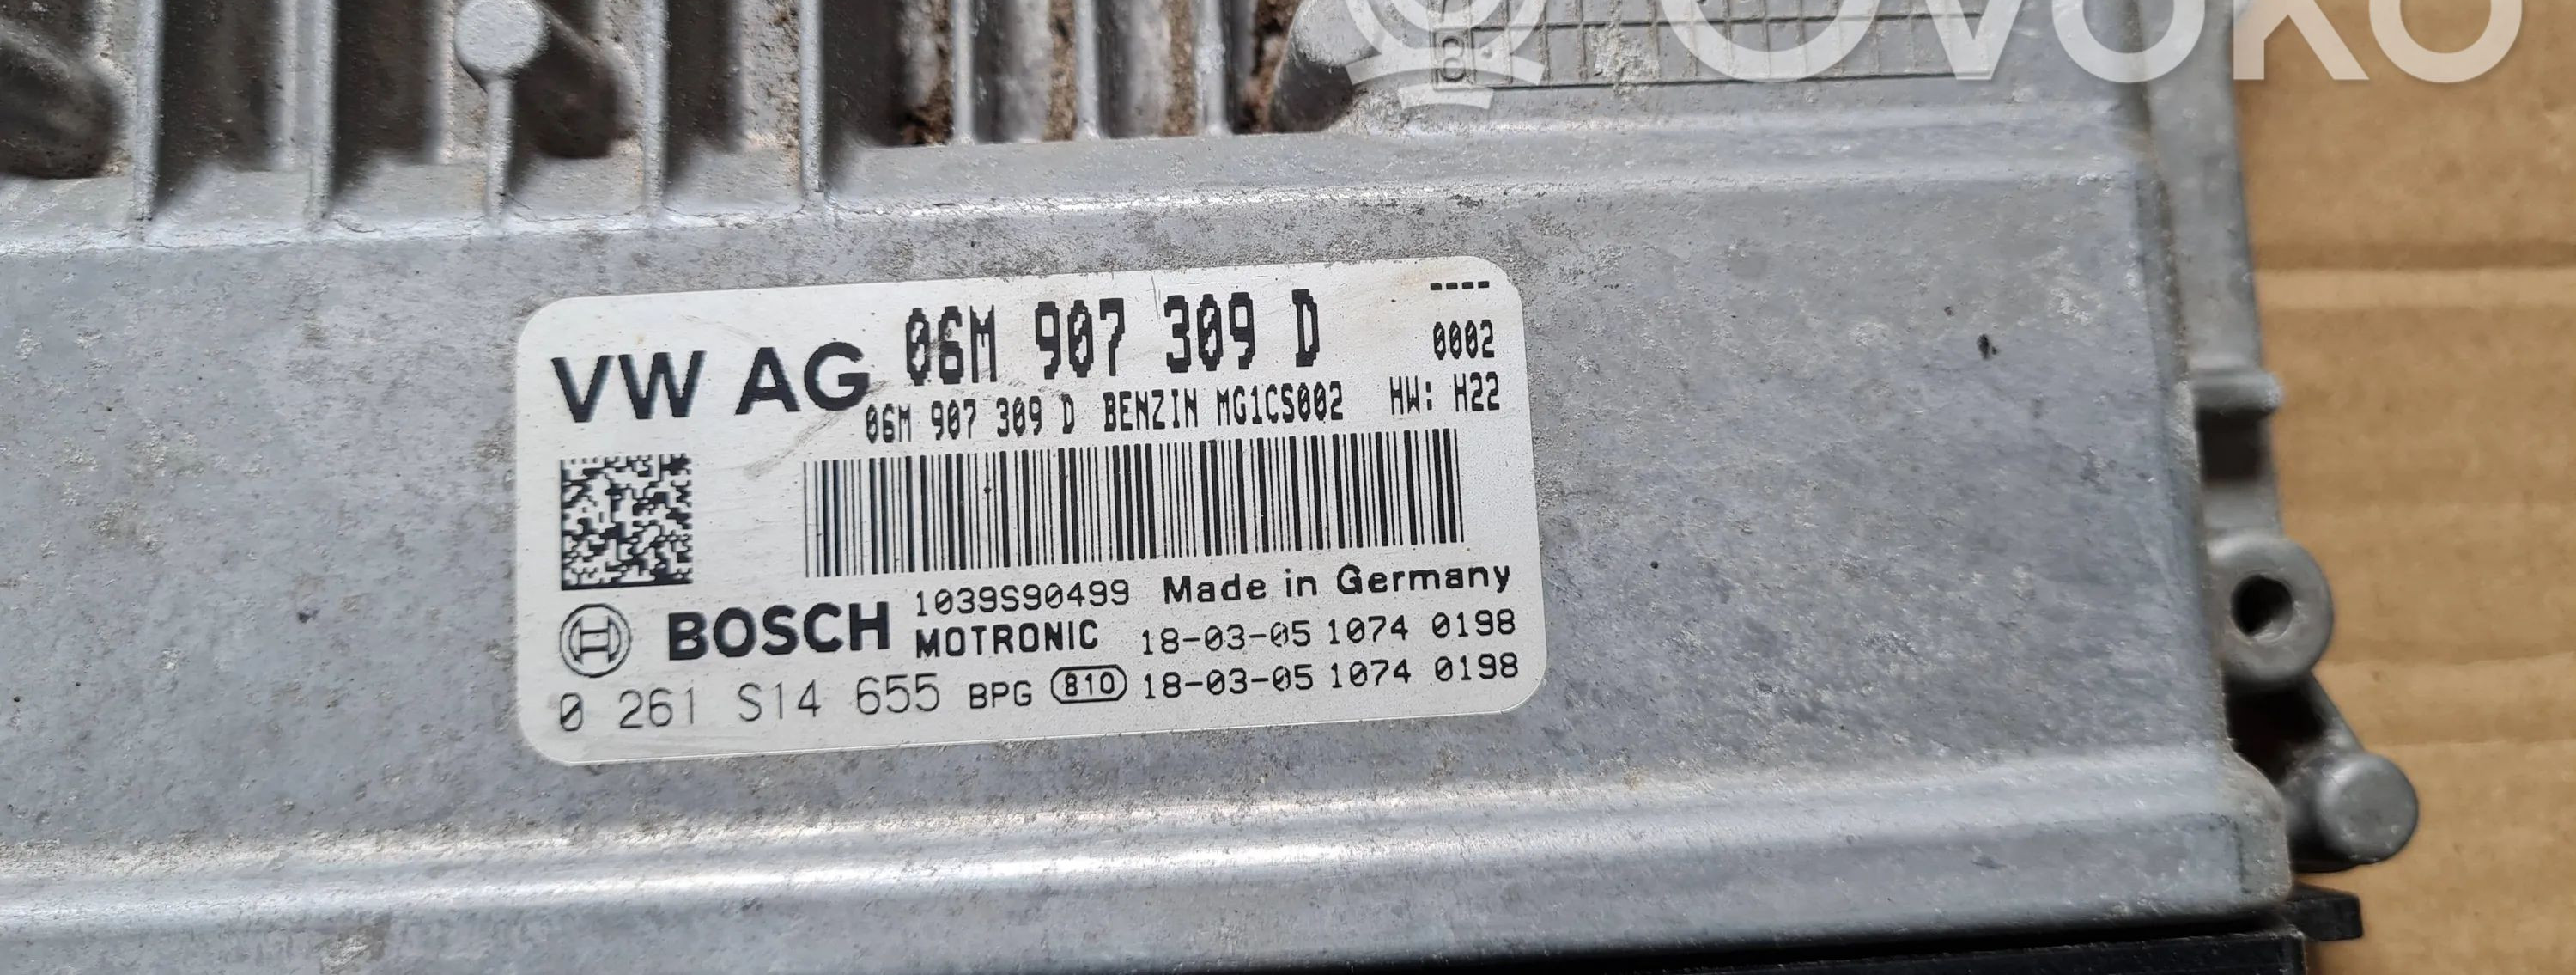 Ovoko
VW AG 06M 907 309 D ----
0002
06M 907 309 D BENZIN MG1CS002 HW: H22
BOSCH 1039S90499 Made in Germany
MOTRONIC 18-03-05 1074 0198
0 261 S14 655 BPG 810 18-03-05 1074 0198